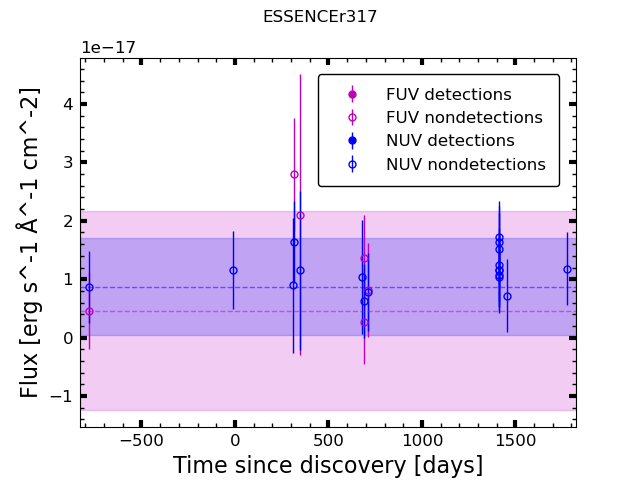 ESSENCEr317
1e−17
Flux [erg s^-1 Å^-1 cm^-2]
4
3
2
1
0
−1
FUV detections
FUV nondetections
NUV detections
NUV nondetections
−500 0 500 1000 1500
Time since discovery [days]